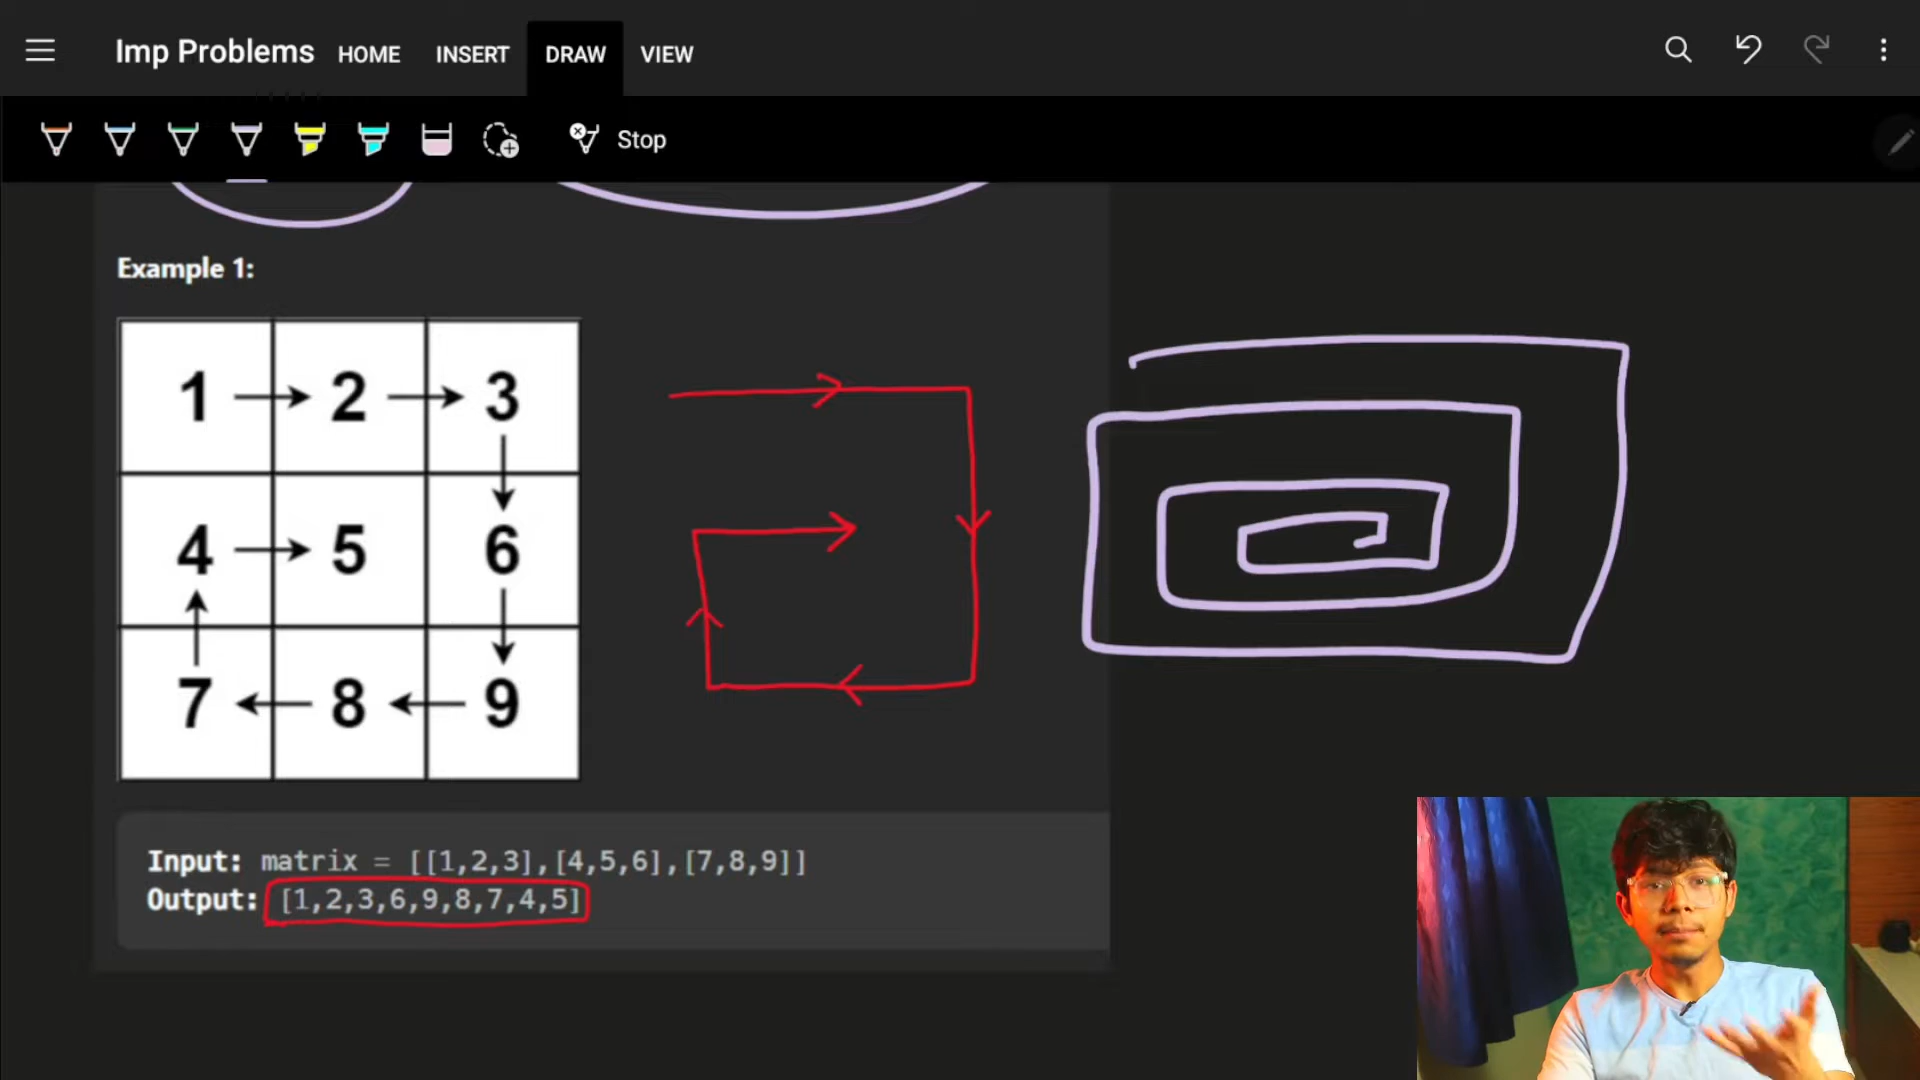 Imp Problems HOME INSERT DRAW VIEW
Stop
Example 1:
1 2 3
4 5 6
7 8 9
Input: matrix = [[1,2,3],[4,5,6],[7,8,9]]
Output: [1,2,3,6,9,8,7,4,5]